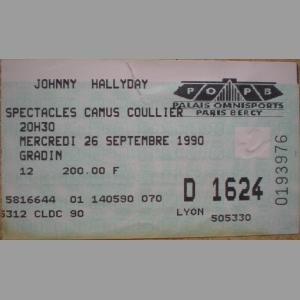 JOHNNY HALLYDAY
POPB
PALAIS OMNISPORTS
PARIS BERCY
SPECTACLES CAMUS COULLIER
20H30
MERCREDI 26 SEPTEMBRE 1990
GRADIN
12 200.00 F
5816644 01 140590 070
D 1624
5312 CLDC 90
LYON 505330
0193976